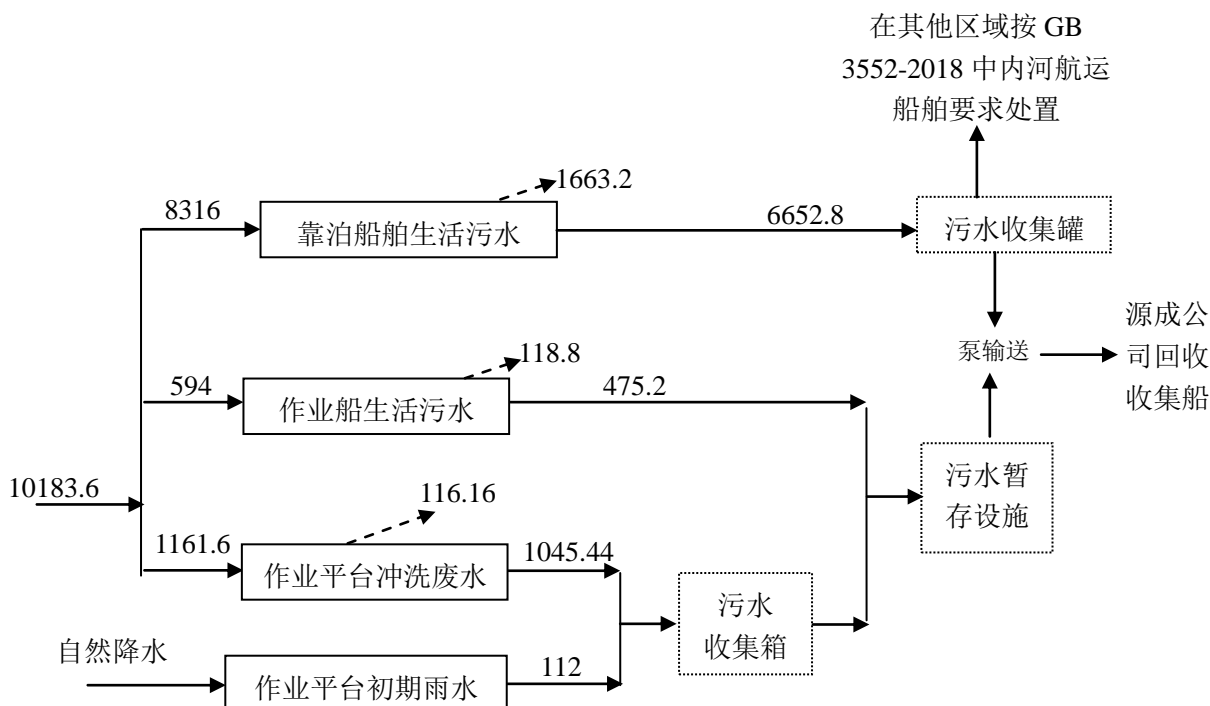 在其他区域按 GB
3552-2018 中内河航运
船舶要求处置
1663.2
8316
靠泊船舶生活污水
6652.8
污水收集罐
源成公
司回收
收集船
泵输送
118.8
594
作业船生活污水
475.2
污水暂
存设施
10183.6
116.16
1161.6
作业平台冲洗废水
1045.44
污水
收集箱
自然降水
作业平台初期雨水
112